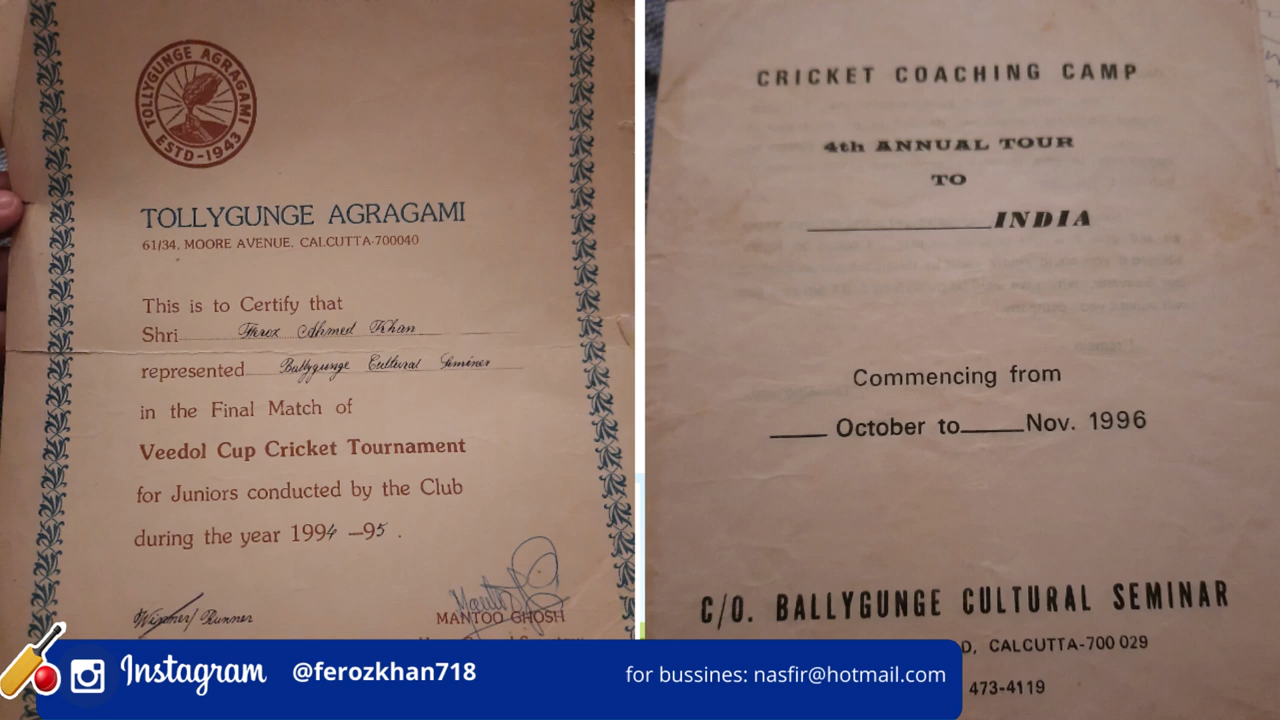 TOLLYGUNGE AGRAGAMI
ESTD-1943
TOLLYGUNGE AGRAGAMI
61/34, MOORE AVENUE, CALCUTTA-700040
This is to Certify that
Shri Feroz Ahmed Khan
represented Ballygunge Cultural Seminer
in the Final Match of
Veedol Cup Cricket Tournament
for Juniors conducted by the Club
during the year 1994 –95.
Winner/ Runner
MANTOO GHOSH
CRICKET COACHING CAMP
4th ANNUAL TOUR
TO
INDIA
Commencing from
October to Nov. 1996
C/O. BALLYGUNGE CULTURAL SEMINAR
D, CALCUTTA-700 029
473-4119
Instagram @ferozkhan718
for bussines: nasfir@hotmail.com